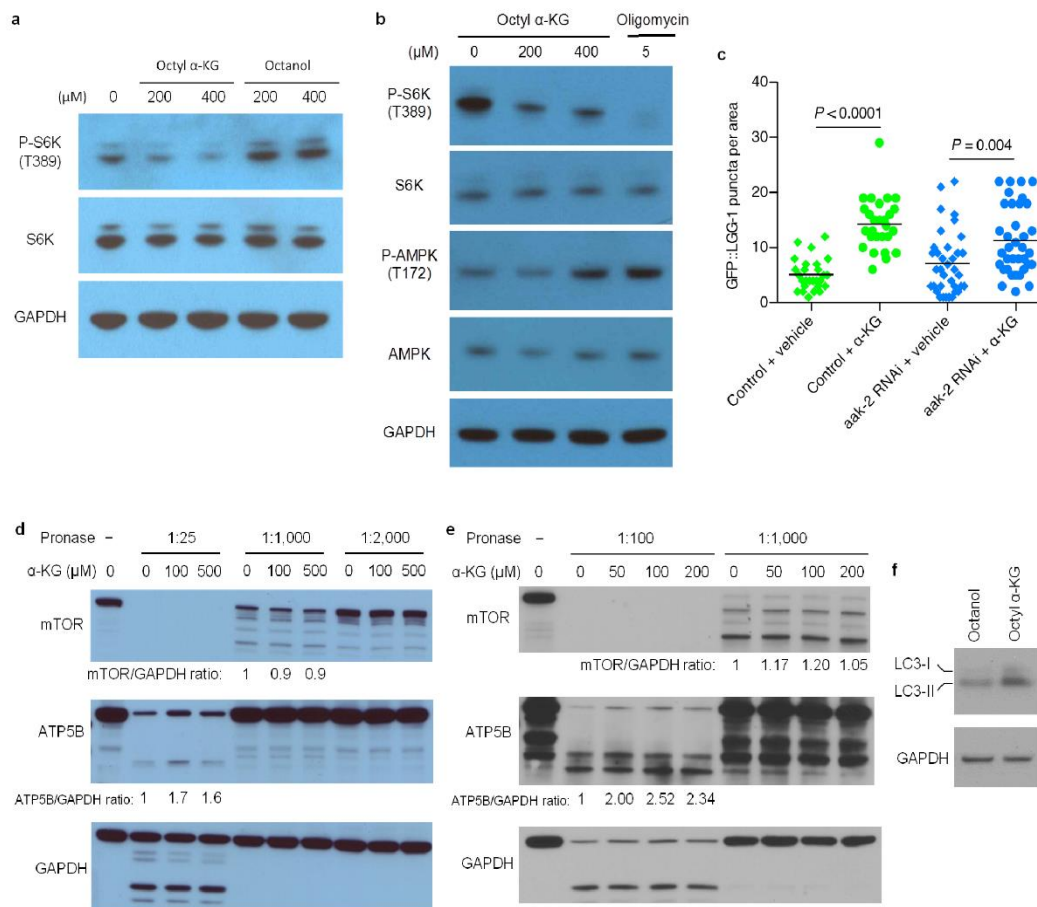 a
Octyl α-KG Octanol
(μM) 0 200 400 200 400
P-S6K
(T389)
S6K
GAPDH
b
Octyl α-KG Oligomycin
(μM) 0 200 400 5
P-S6K
(T389)
S6K
P-AMPK
(T172)
AMPK
GAPDH
c
P < 0.0001
P = 0.004
GFP::LGG-1 puncta per area
40
30
20
10
0
Control + vehicle
Control + α-KG
aak-2 RNAi + vehicle
aak-2 RNAi + α-KG
d
Pronase – 1:25 1:1,000 1:2,000
α-KG (μM) 0 0 100 500 0 100 500 0 100 500
mTOR
mTOR/GAPDH ratio: 1 0.9 0.9
ATP5B
ATP5B/GAPDH ratio: 1 1.7 1.6
GAPDH
e
Pronase – 1:100 1:1,000
α-KG (μM) 0 0 50 100 200 0 50 100 200
mTOR
mTOR/GAPDH ratio: 1 1.17 1.20 1.05
ATP5B
ATP5B/GAPDH ratio: 1 2.00 2.52 2.34
GAPDH
f
Octanol
Octyl α-KG
LC3-I
LC3-II
GAPDH